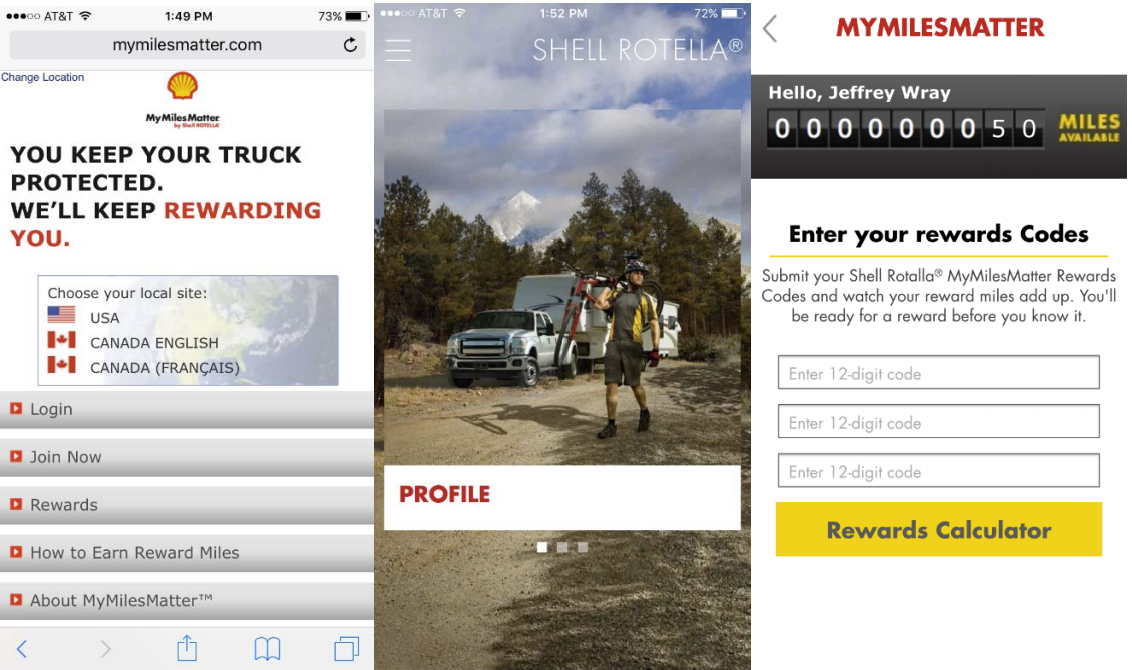 ●●●○○ AT&T 1:49 PM 73%
mymilesmatter.com
Change Location
MyMilesMatter
by Shell ROTELLA
YOU KEEP YOUR TRUCK
PROTECTED.
WE'LL KEEP REWARDING
YOU.
Choose your local site:
USA
CANADA ENGLISH
CANADA (FRANÇAIS)
Login
Join Now
Rewards
How to Earn Reward Miles
About MyMilesMatter™
●●●○○ AT&T 1:52 PM 72%
SHELL ROTELLA®
PROFILE
MYMILESMATTER
Hello, Jeffrey Wray
0 0 0 0 0 0 0 5 0 MILES
AVAILABLE
Enter your rewards Codes
Submit your Shell Rotalla® MyMilesMatter Rewards
Codes and watch your reward miles add up. You'll
be ready for a reward before you know it.
Enter 12-digit code
Enter 12-digit code
Enter 12-digit code
Rewards Calculator